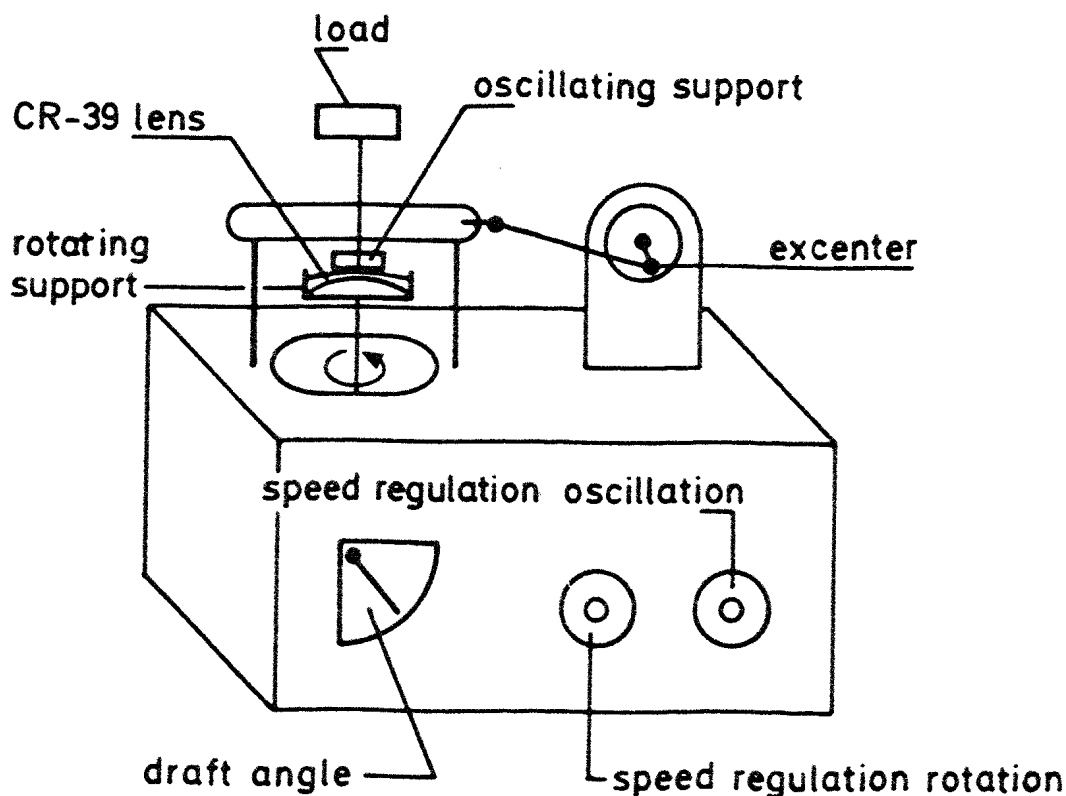 load
oscillating support
CR-39 lens
rotating
support
excenter
speed regulation oscillation
draft angle
speed regulation rotation